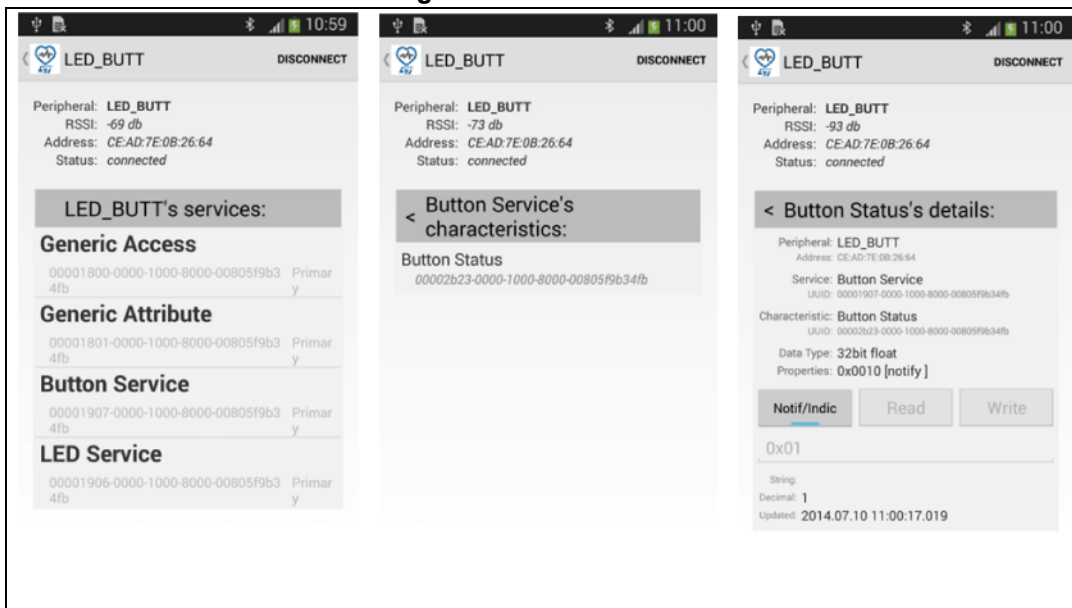 10:59
LED_BUTT DISCONNECT
Peripheral: LED_BUTT
RSSI: -69 db
Address: CE:AD:7E:0B:26:64
Status: connected
LED_BUTT's services:
Generic Access
00001800-0000-1000-8000-00805f9b3 Primar
4fb y
Generic Attribute
00001801-0000-1000-8000-00805f9b3 Primar
4fb y
Button Service
00001907-0000-1000-8000-00805f9b3 Primar
4fb y
LED Service
00001906-0000-1000-8000-00805f9b3 Primar
4fb y
11:00
LED_BUTT DISCONNECT
Peripheral: LED_BUTT
RSSI: -73 db
Address: CE:AD:7E:0B:26:64
Status: connected
< Button Service's
characteristics:
Button Status
00002b23-0000-1000-8000-00805f9b34fb
11:00
LED_BUTT DISCONNECT
Peripheral: LED_BUTT
RSSI: -93 db
Address: CE:AD:7E:0B:26:64
Status: connected
< Button Status's details:
Peripheral: LED_BUTT
Address: CE:AD:7E:0B:26:64
Service: Button Service
UUID: 00001907-0000-1000-8000-00805f9b34fb
Characteristic: Button Status
UUID: 00002b23-0000-1000-8000-00805f9b34fb
Data Type: 32bit float
Properties: 0x0010 [notify ]
Notif/Indic Read Write
0x01
String:
Decimal: 1
Updated: 2014.07.10 11:00:17.019